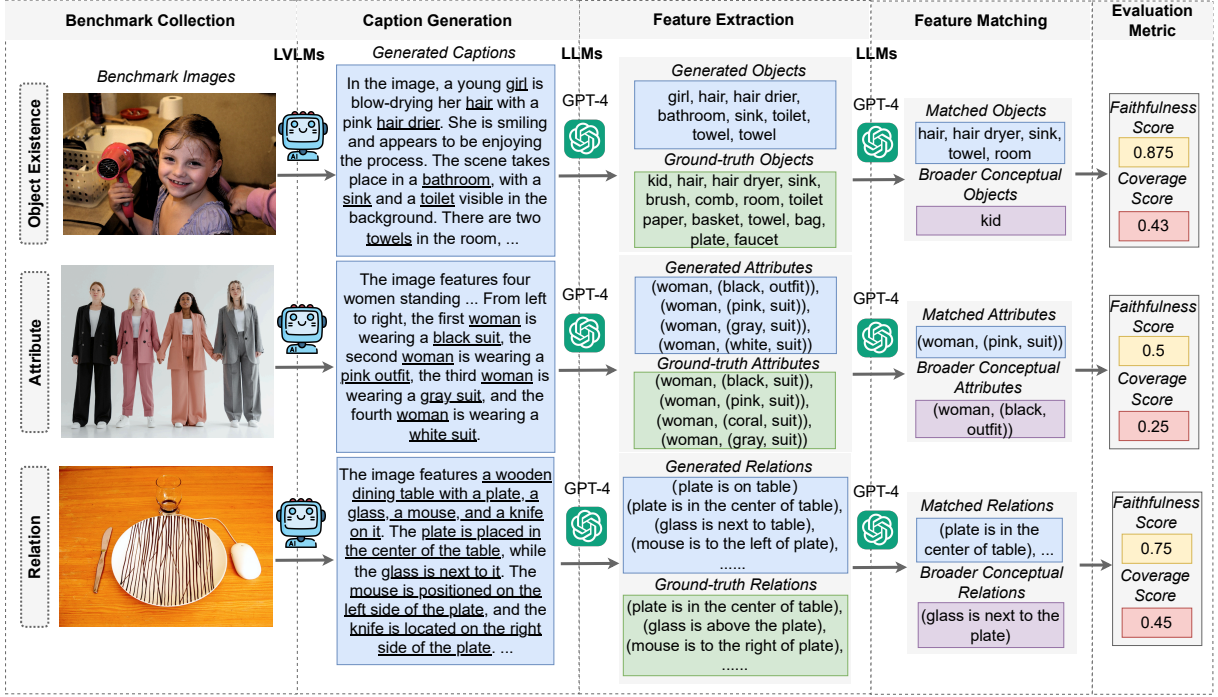 Benchmark Collection
Caption Generation
Feature Extraction
Feature Matching
Evaluation
Metric
LVLMs
LLMs
LLMs
Object Existence
Benchmark Images
AI
Generated Captions
In the image, a young girl is
blow-drying her hair with a
pink hair drier. She is smiling
and appears to be enjoying
the process. The scene takes
place in a bathroom, with a
sink and a toilet visible in the
background. There are two
towels in the room, ...
GPT-4
Generated Objects
girl, hair, hair drier,
bathroom, sink, toilet,
towel, towel
Ground-truth Objects
kid, hair, hair dryer, sink,
brush, comb, room, toilet
paper, basket, towel, bag,
plate, faucet
GPT-4
Matched Objects
hair, hair dryer, sink,
towel, room
Broader Conceptual
Objects
kid
Faithfulness
Score
0.875
Coverage
Score
0.43
Attribute
AI
The image features four
women standing ... From left
to right, the first woman is
wearing a black suit, the
second woman is wearing a
pink outfit, the third woman is
wearing a gray suit, and the
fourth woman is wearing a
white suit.
GPT-4
Generated Attributes
(woman, (black, outfit)),
(woman, (pink, suit)),
(woman, (gray, suit)),
(woman, (white, suit))
Ground-truth Attributes
(woman, (black, suit)),
(woman, (pink, suit)),
(woman, (coral, suit)),
(woman, (gray, suit))
GPT-4
Matched Attributes
(woman, (pink, suit))
Broader Conceptual
Attributes
(woman, (black,
outfit))
Faithfulness
Score
0.5
Coverage
Score
0.25
Relation
AI
The image features a wooden
dining table with a plate, a
glass, a mouse, and a knife
on it. The plate is placed in
the center of the table, while
the glass is next to it. The
mouse is positioned on the
left side of the plate, and the
knife is located on the right
side of the plate. ...
GPT-4
Generated Relations
(plate is on table)
(plate is in the center of table),
(glass is next to table),
(mouse is to the left of plate),
......
Ground-truth Relations
(plate is in the center of table),
(glass is above the plate),
(mouse is to the right of plate),
......
GPT-4
Matched Relations
(plate is in the
center of table), ...
Broader Conceptual
Relations
(glass is next to the
plate)
Faithfulness
Score
0.75
Coverage
Score
0.45